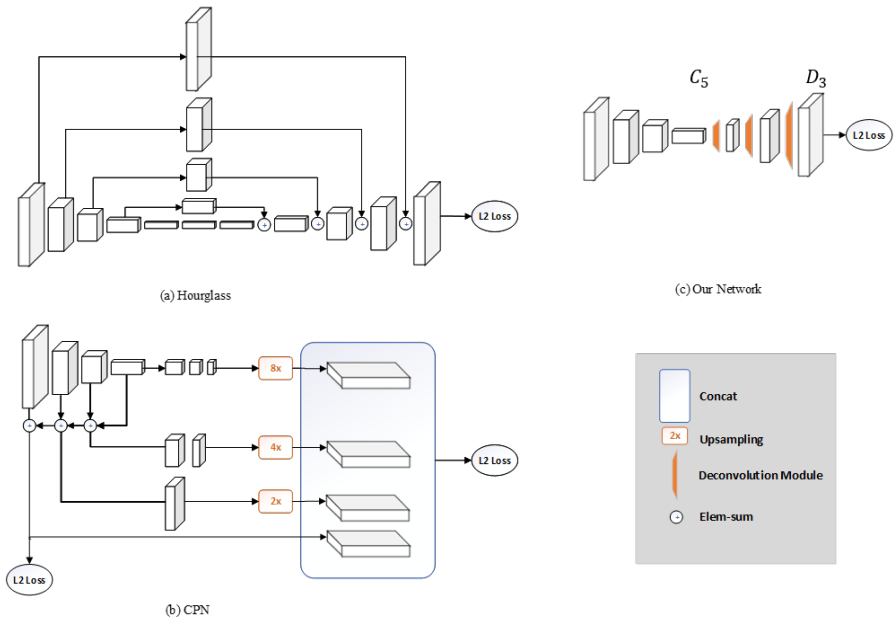 C5
D3
L2 Loss
L2 Loss
+
+
+
+
(a) Hourglass
(c) Our Network
8x
+
+
+
4x
L2 Loss
2x
L2 Loss
(b) CPN
Concat
2x
Upsampling
Deconvolution Module
+
Elem-sum